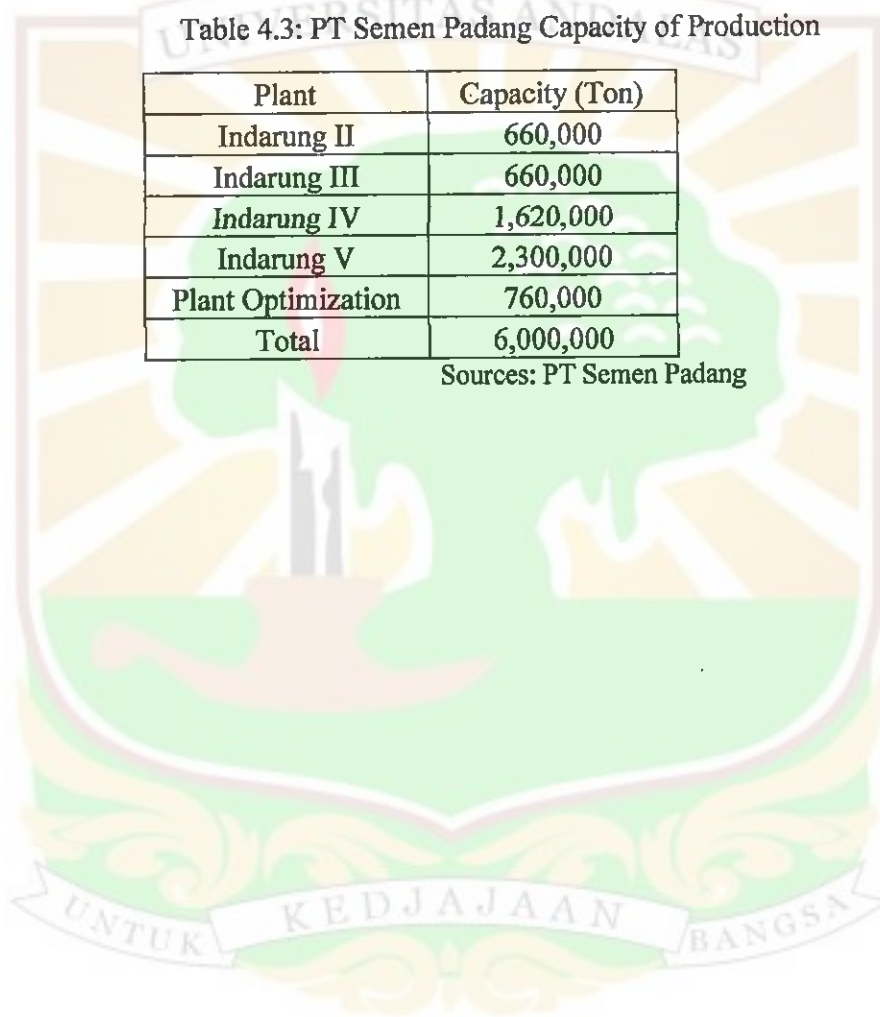 UNIVERSITAS ANDALAS
Table 4.3: PT Semen Padang Capacity of Production
Plant Capacity (Ton)
Indarung II 660,000
Indarung III 660,000
Indarung IV 1,620,000
Indarung V 2,300,000
Plant Optimization 760,000
Total 6,000,000
Sources: PT Semen Padang
UNTUK KEDJAJAAN BANGSA